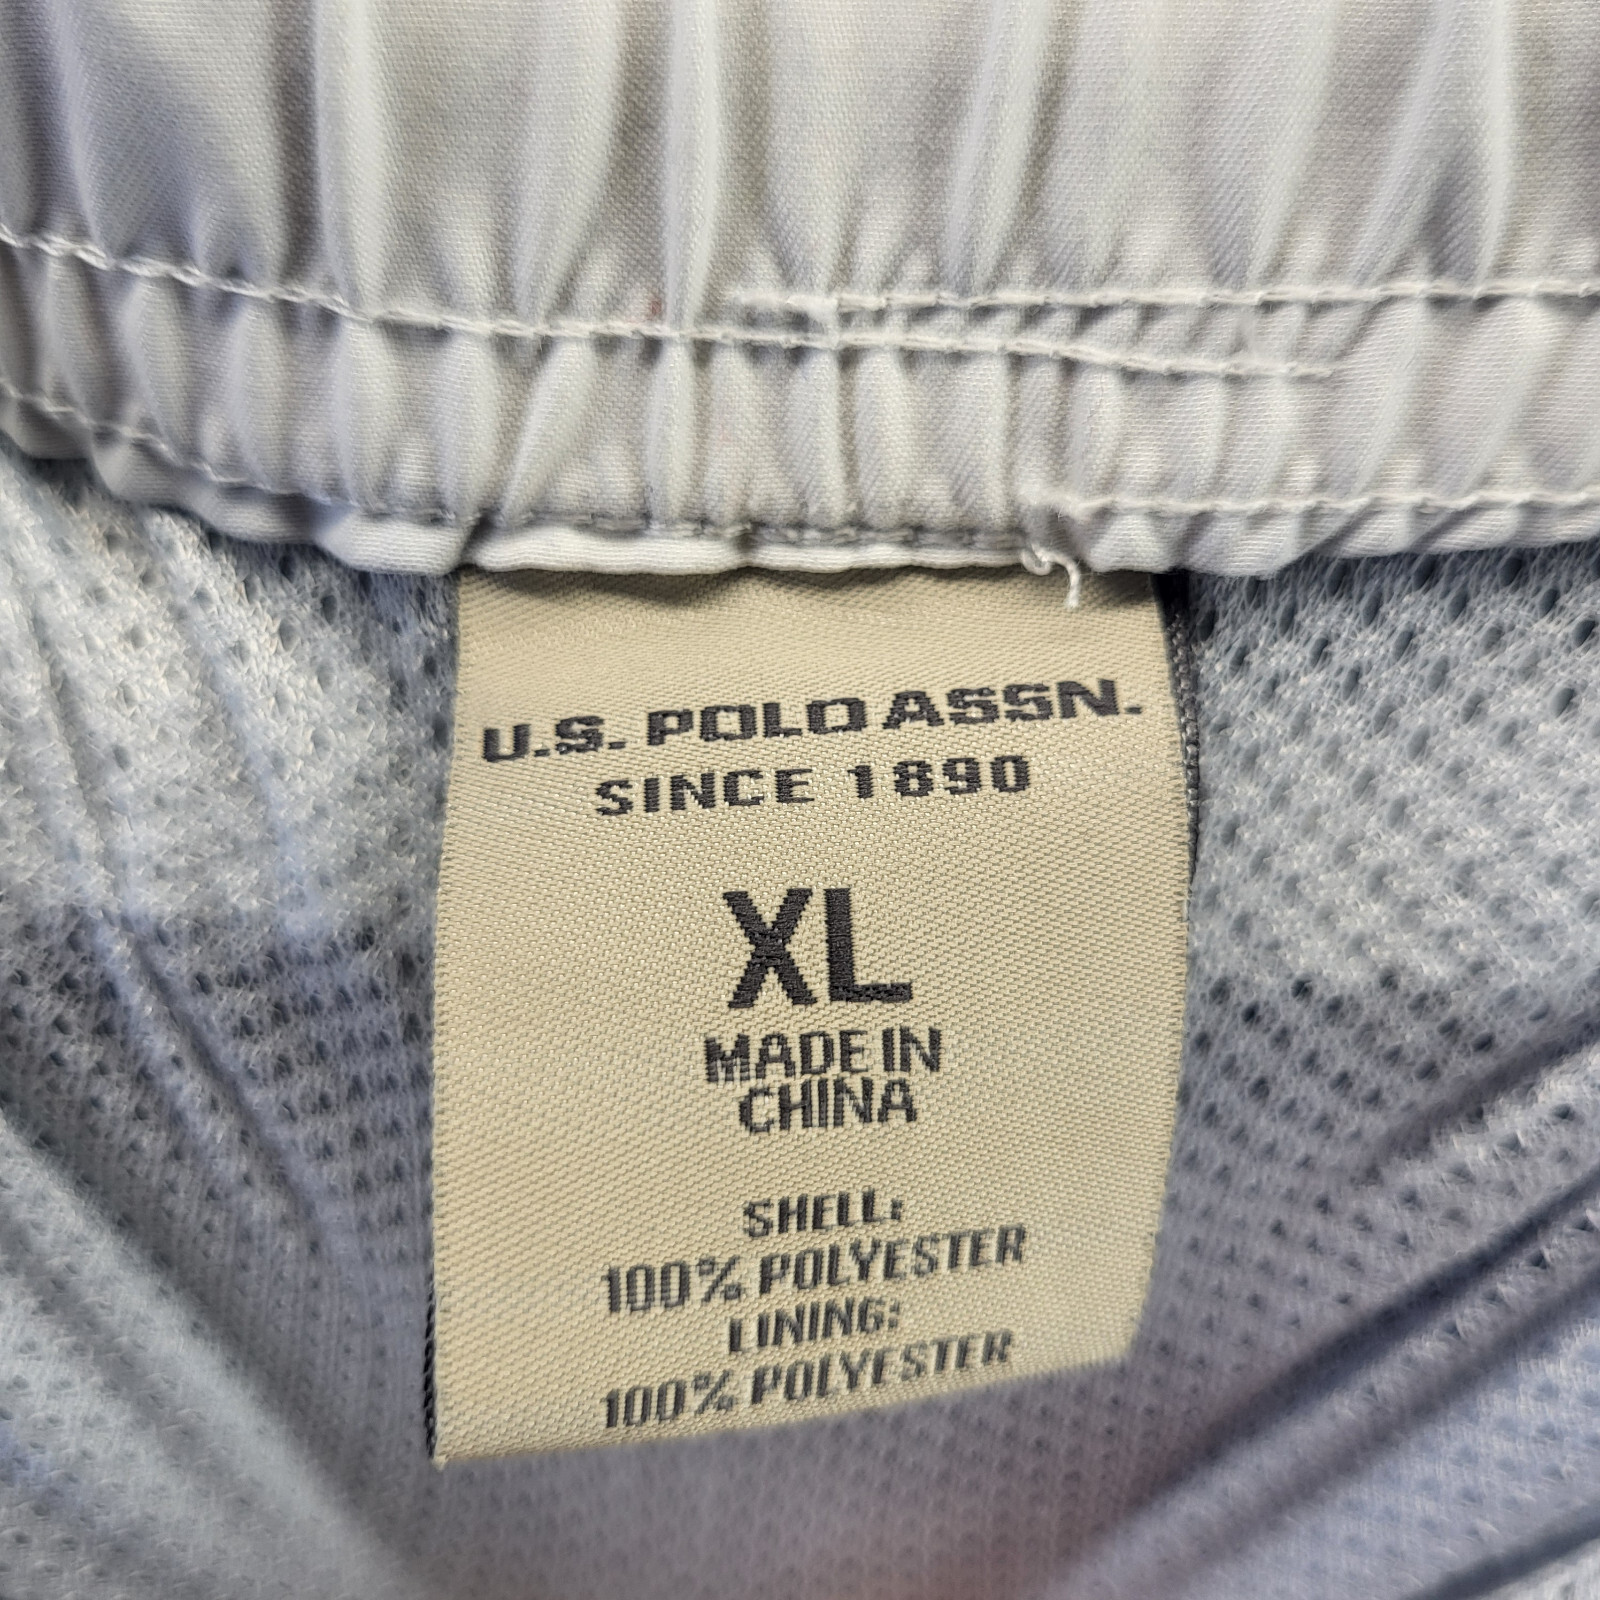 U.S. POLO ASSN.
SINCE 1890
XL
MADE IN
CHINA
SHELL:
100% POLYESTER
LINING:
100% POLYESTER